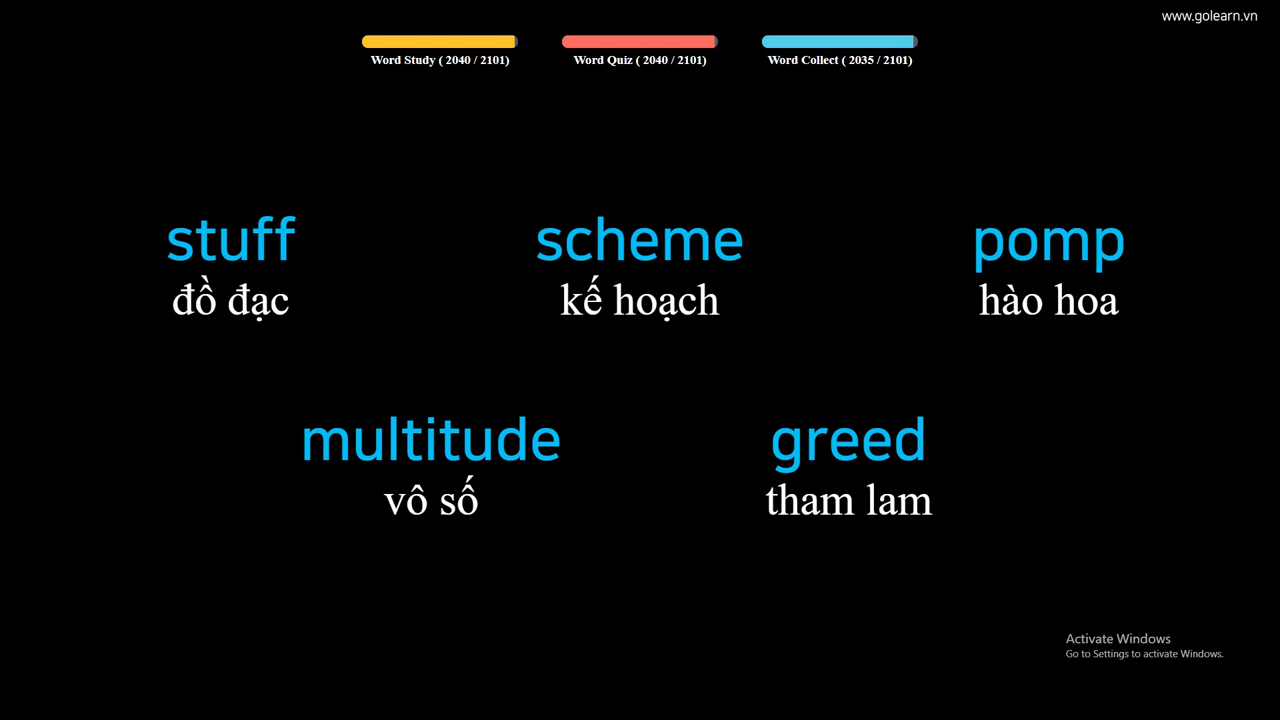 www.golearn.vn
Word Study ( 2040 / 2101)
Word Quiz ( 2040 / 2101)
Word Collect ( 2035 / 2101)
stuff
đồ đạc
scheme
kế hoạch
pomp
hào hoa
multitude
vô số
greed
tham lam
Activate Windows
Go to Settings to activate Windows.